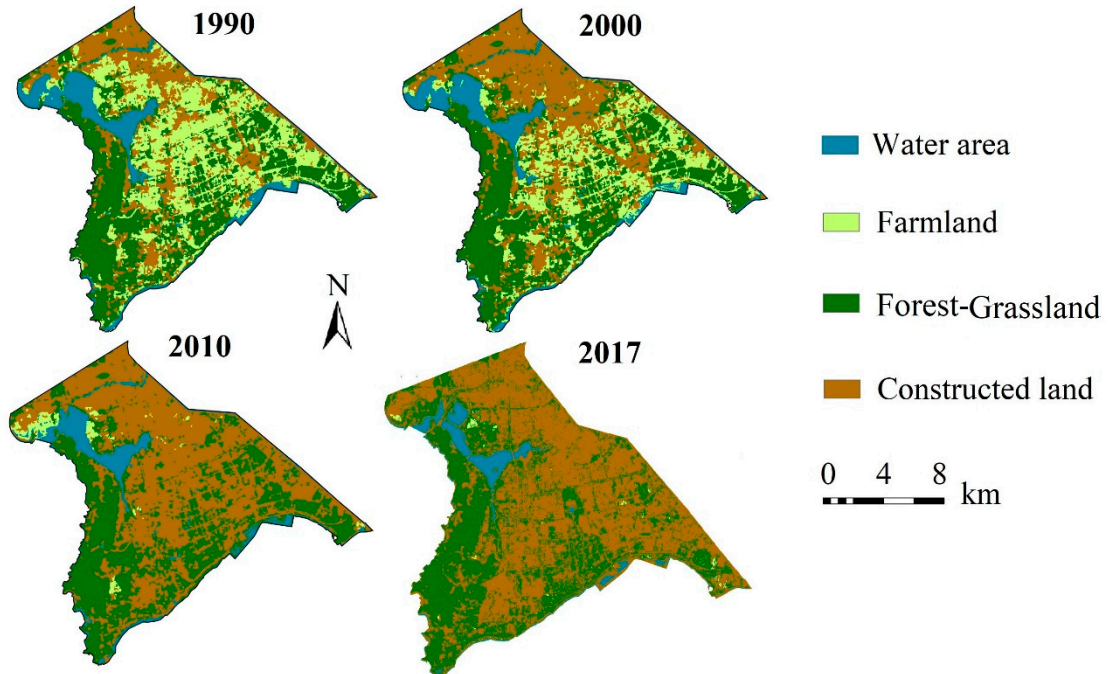 1990
2000
Water area
Farmland
N
Forest-Grassland
2010
2017
Constructed land
0 4 8
km